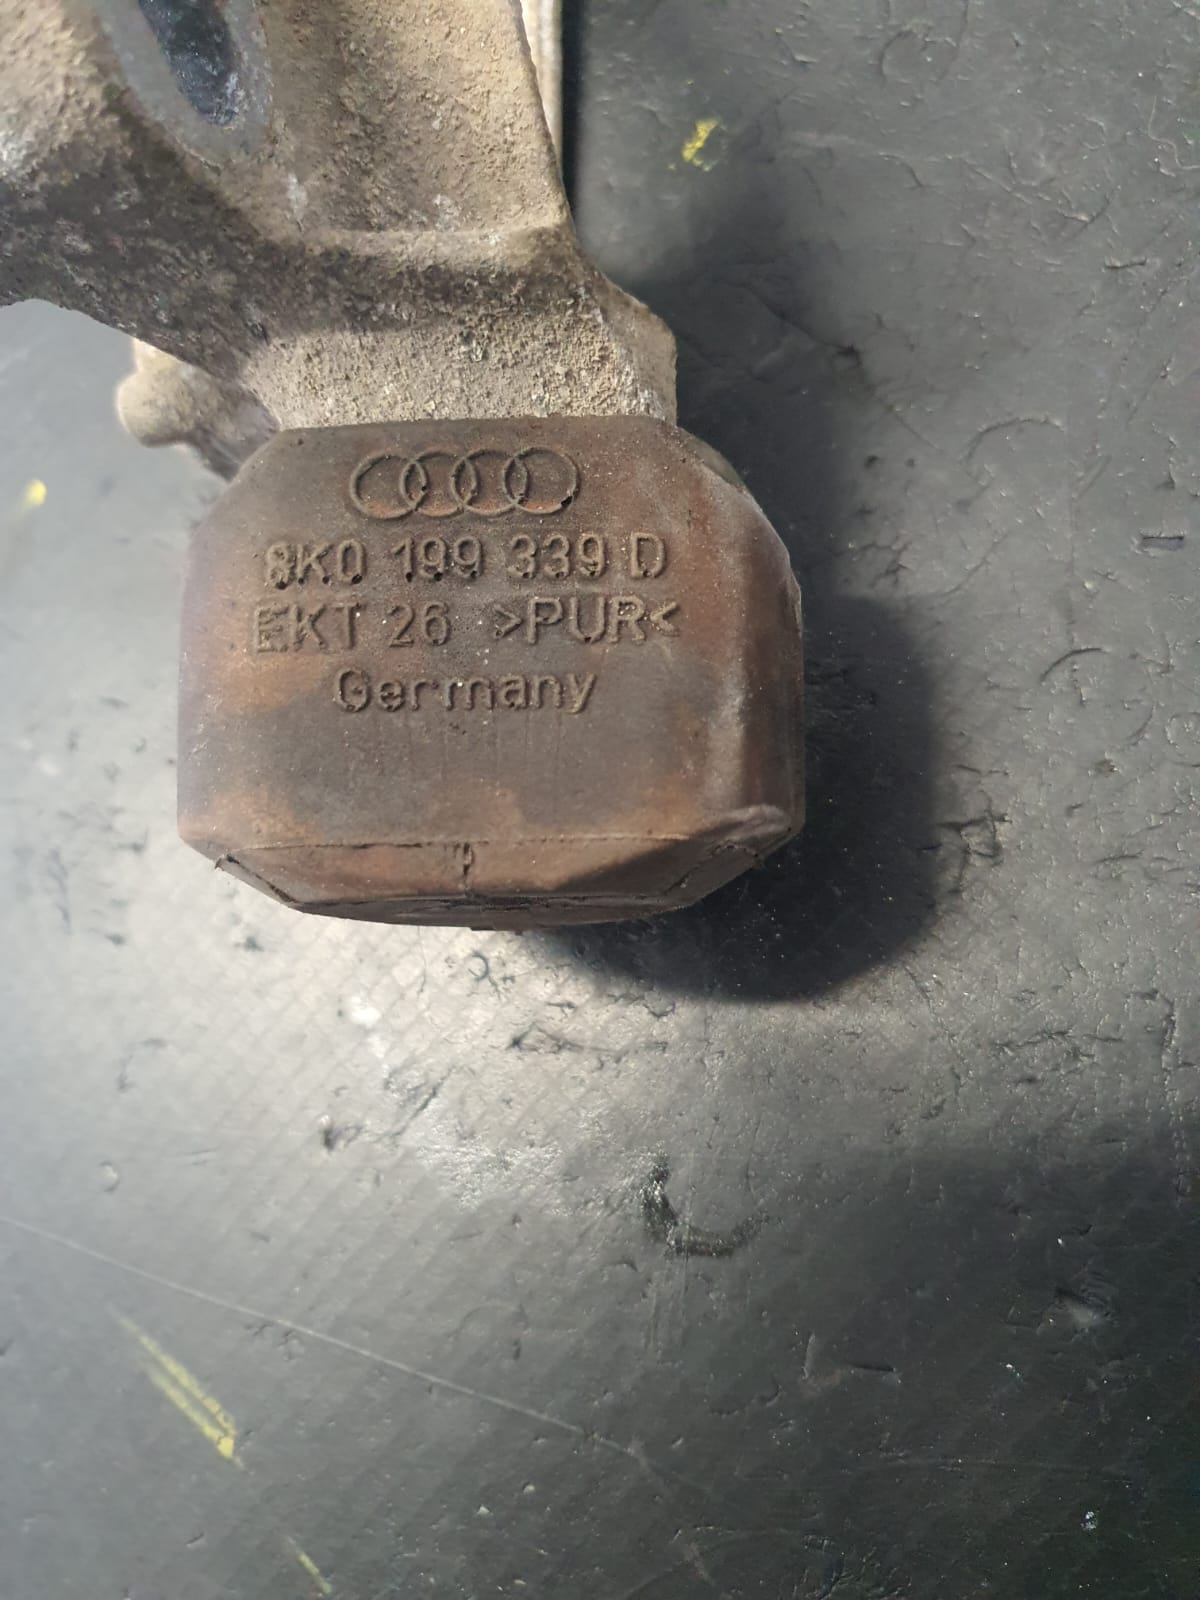 8K0 199 339 D
EKT 26 >PUR<
Germany